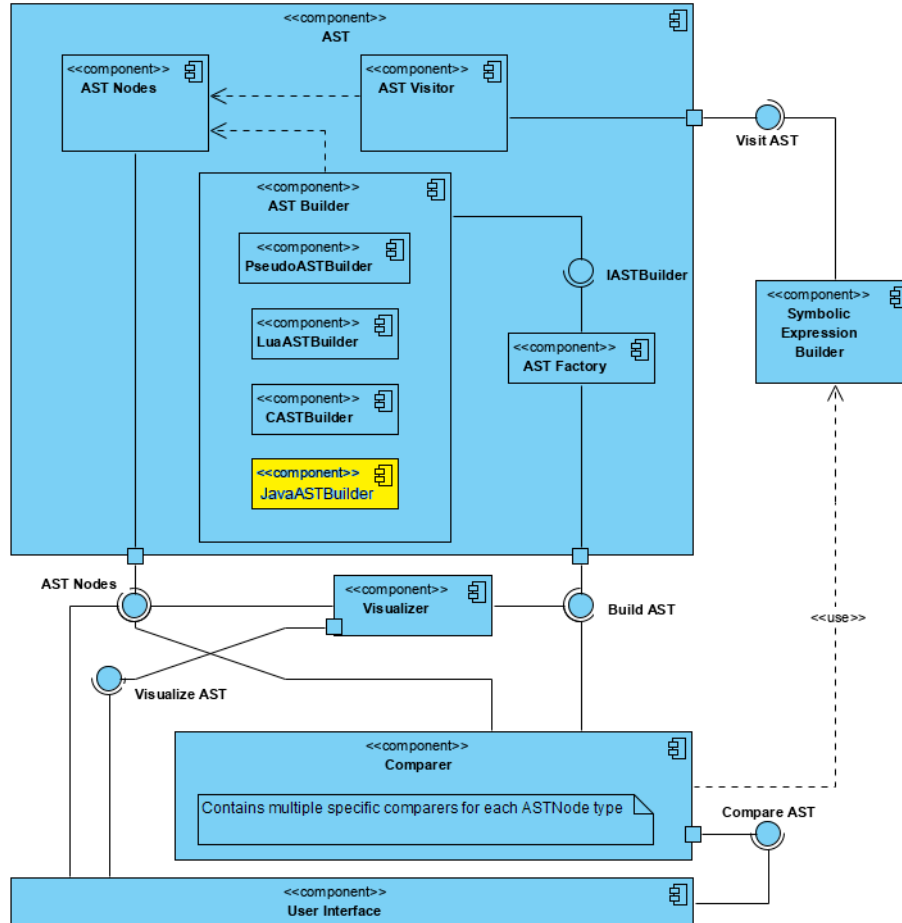 <<component>>
AST
<<component>>
AST Nodes
<<component>>
AST Visitor
Visit AST
<<component>>
AST Builder
<<component>>
PseudoASTBuilder
IASTBuilder
<<component>>
Symbolic
Expression
Builder
<<component>>
LuaASTBuilder
<<component>>
AST Factory
<<component>>
CASTBuilder
<<component>>
JavaASTBuilder
AST Nodes
<<component>>
Visualizer
Build AST
<<use>>
Visualize AST
<<component>>
Comparer
Contains multiple specific comparers for each ASTNode type
Compare AST
<<component>>
User Interface